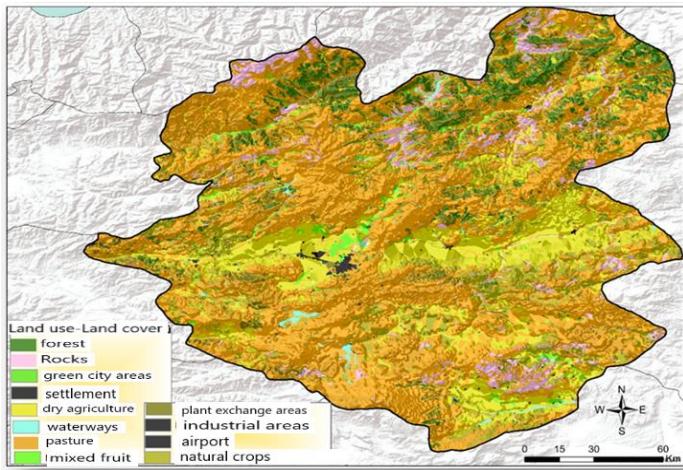 Land use-Land cover
forest
Rocks
green city areas
settlement
dry agriculture
waterways
pasture
!mixed fruit
plant exchange areas
industrial areas
airport
natural crops
N
W E
S
0 15 30 60
Km